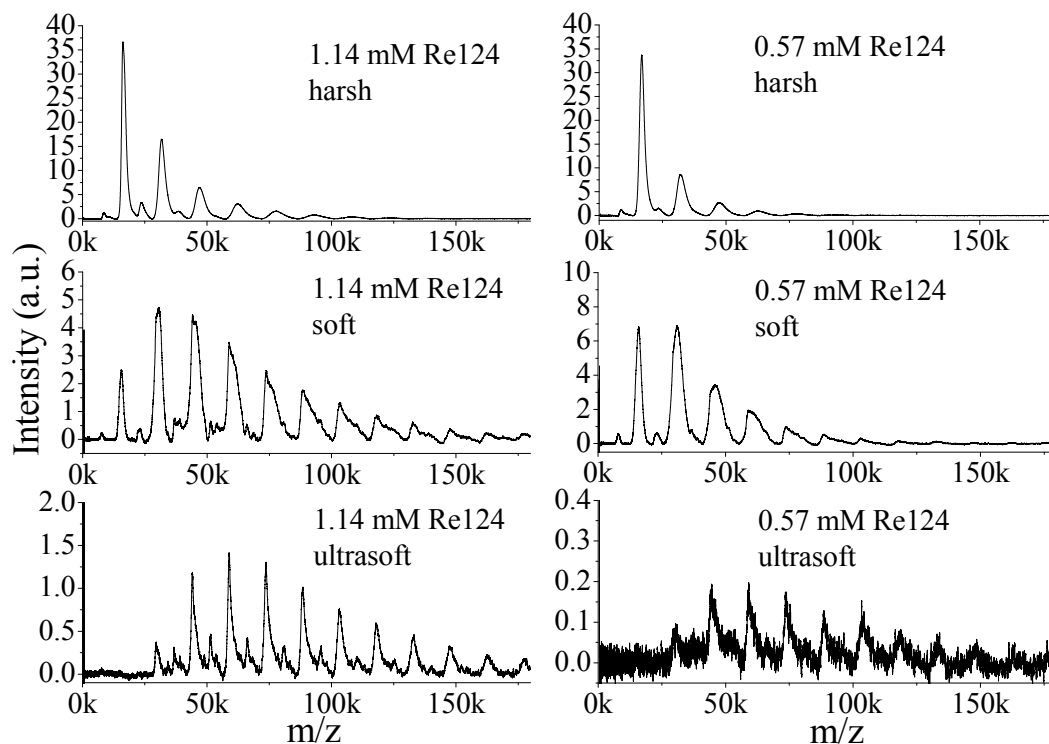 40
35
30
25
20
15
10
5
0
0k 50k 100k 150k
1.14 mM Re124
harsh
40
35
30
25
20
15
10
5
0
0k 50k 100k 150k
0.57 mM Re124
harsh
Intensity (a.u.)
6
5
4
3
2
1
0
0k 50k 100k 150k
1.14 mM Re124
soft
10
8
6
4
2
0
0k 50k 100k 150k
0.57 mM Re124
soft
2.0
1.5
1.0
0.5
0.0
0k 50k 100k 150k
1.14 mM Re124
ultrasoft
m/z
0.4
0.3
0.2
0.1
0.0
0k 50k 100k 150k
0.57 mM Re124
ultrasoft
m/z